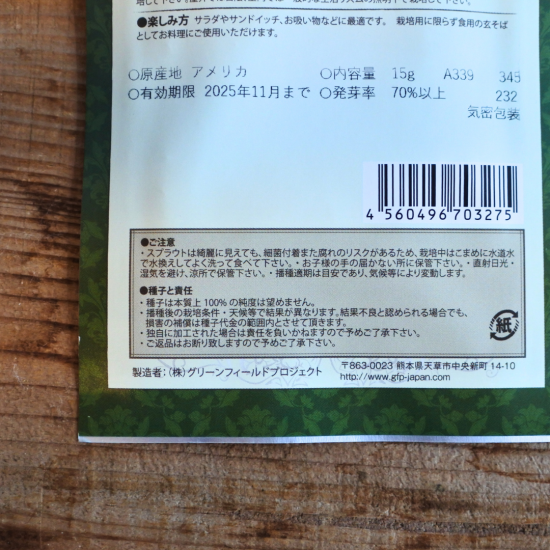 ●楽しみ方 サラダやサンドイッチ、お吸い物などに最適です。 栽培用に限らず食用の玄そば
としてお料理にご使用いただけます。
○原産地 アメリカ ○内容量 15g A339 345
○有効期限 2025年11月まで ○発芽率 70%以上 232
気密包装
4 560496 703275
●ご注意
・スプラウトは綺麗に見えても、細菌付着また腐れのリスクがあるため、栽培中はこまめに水道水
で水換えしてよく洗って食べて下さい。・お子様の手の届かない所に保管下さい。・直射日光・
湿気を避け、涼所で保管下さい。・播種適期は目安であり、気候等により変動します。
●種子と責任
・種子は本質上100%の純度は望めません。
・播種後の栽培条件・天候等で結果が異なります。結果不良と認められる場合でも、
損害の補償は種子代金の範囲内とさせて頂きます。
・独自に加工された場合は責任を負いかねますので予めご了承下さい。
・ご返品はお断り致しますので予めご了承下さい。
紙
製造者：（株）グリーンフィールドプロジェクト
〒863-0023 熊本県天草市中央新町 14-10
http://www.gfp-japan.com/